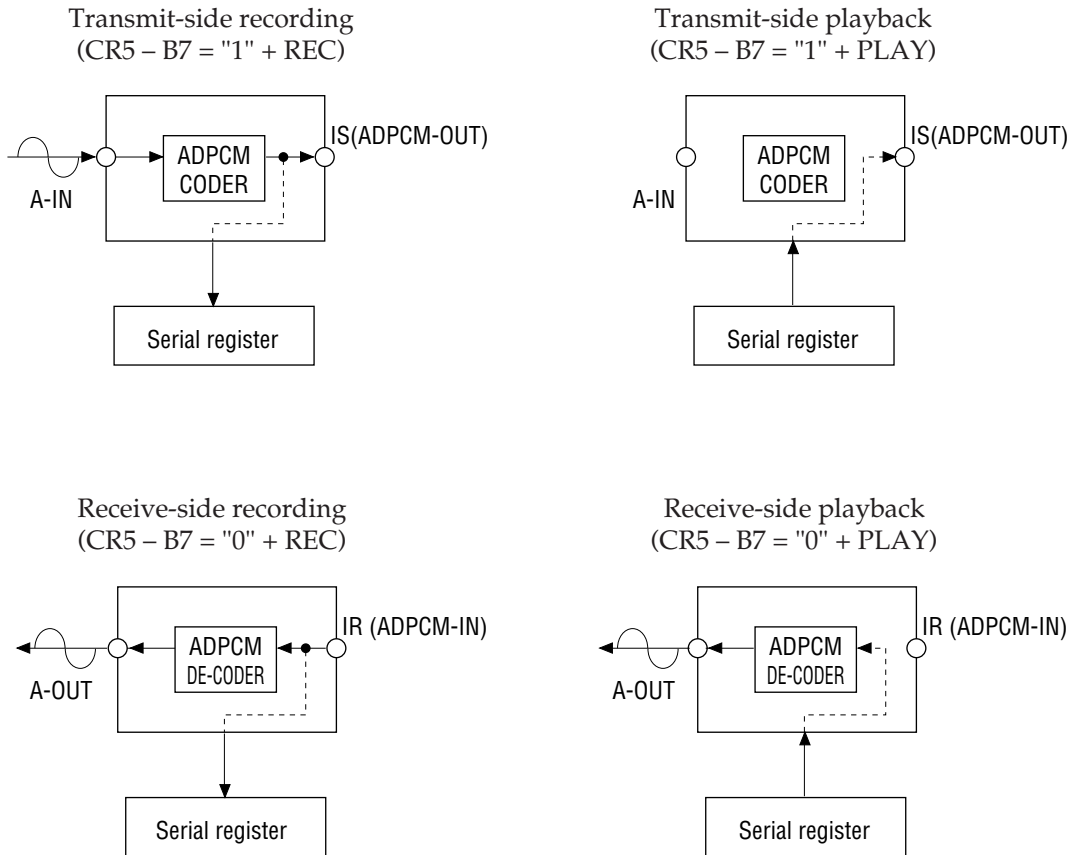 Transmit-side recording
(CR5 – B7 = "1" + REC)
A-IN
ADPCM
CODER
IS(ADPCM-OUT)
Serial register
Transmit-side playback
(CR5 – B7 = "1" + PLAY)
A-IN
ADPCM
CODER
IS(ADPCM-OUT)
Serial register
Receive-side recording
(CR5 – B7 = "0" + REC)
A-OUT
ADPCM
DE-CODER
IR (ADPCM-IN)
Serial register
Receive-side playback
(CR5 – B7 = "0" + PLAY)
A-OUT
ADPCM
DE-CODER
IR (ADPCM-IN)
Serial register